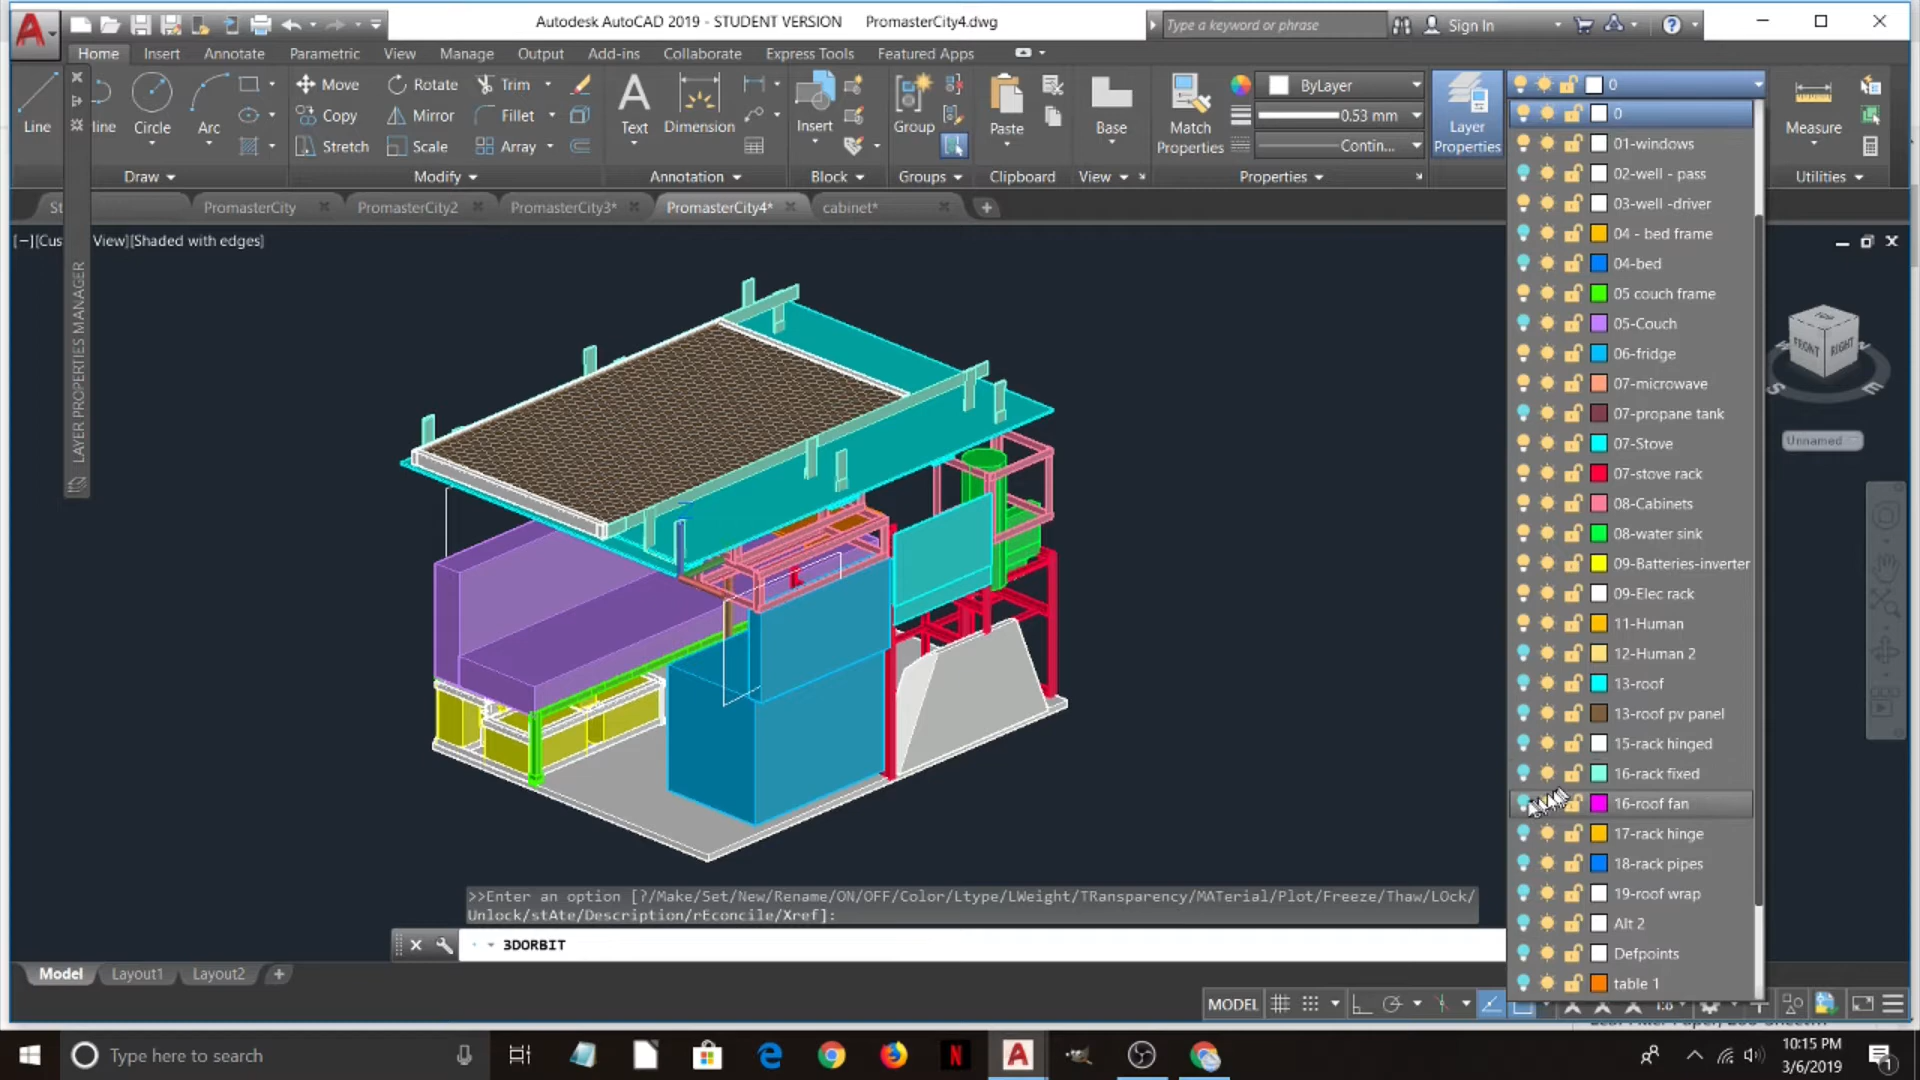 Autodesk AutoCAD 2019 - STUDENT VERSION PromasterCity4.dwg
Type a keyword or phrase
Sign In
Home Insert Annotate Parametric View Manage Output Add-ins Collaborate Express Tools Featured Apps
Line
line
Circle
Arc
Move
Copy
Stretch
Rotate
Mirror
Scale
Trim
Fillet
Array
Text
Dimension
Insert
Group
Paste
Base
Match
Properties
ByLayer
0.53 mm
Contin...
Layer
Properties
Measure
Draw
Modify
Annotation
Block
Groups
Clipboard
View
Properties
Utilities
St
PromasterCity
PromasterCity2
PromasterCity3*
PromasterCity4*
cabinet*
[−][Cus
View][Shaded with edges]
LAYER PROPERTIES MANAGER
0
0
01-windows
02-well - pass
03-well -driver
04 - bed frame
04-bed
05 couch frame
05-Couch
06-fridge
07-microwave
07-propane tank
07-Stove
07-stove rack
08-Cabinets
08-water sink
09-Batteries-inverter
09-Elec rack
11-Human
12-Human 2
13-roof
13-roof pv panel
15-rack hinged
16-rack fixed
16-roof fan
17-rack hinge
18-rack pipes
19-roof wrap
Alt 2
Defpoints
table 1
TOP
FRONT
RIGHT
S
E
Unnamed
>>Enter an option [?/Make/Set/New/Rename/ON/OFF/Color/Ltype/LWeight/TRansparency/MATerial/Plot/Freeze/Thaw/LOck/
Unlock/stAte/Description/rEconcile/Xref]:
3DORBIT
Model
Layout1
Layout2
MODEL
Type here to search
10:15 PM
3/6/2019